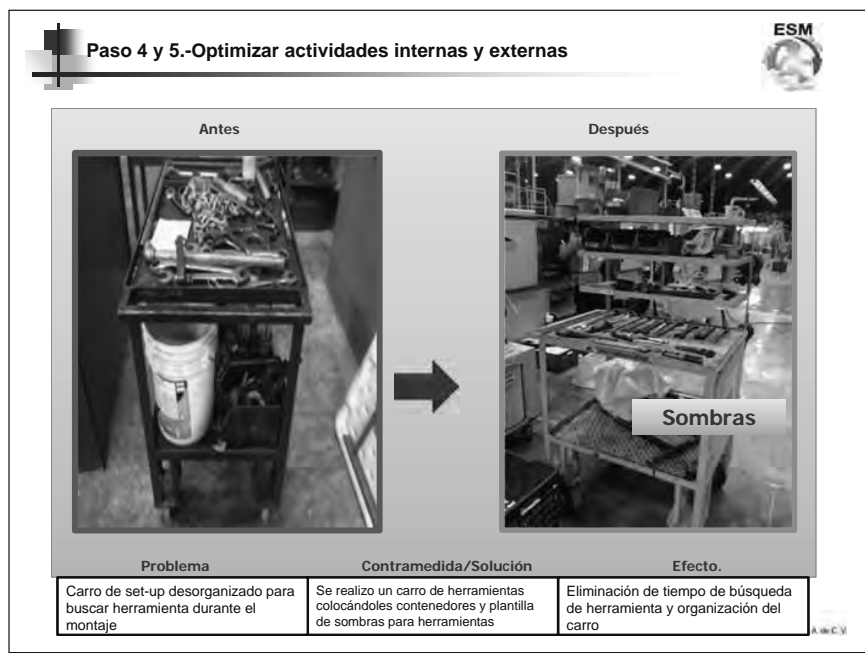 ESM
Paso 4 y 5.-Optimizar actividades internas y externas
Antes
Después
Sombras
Problema
Contramedida/Solución
Efecto.
Carro de set-up desorganizado para
buscar herramienta durante el
montaje
Se realizo un carro de herramientas
colocándoles contenedores y plantilla
de sombras para herramientas
Eliminación de tiempo de búsqueda
de herramienta y organización del
carro
A. de C.V.